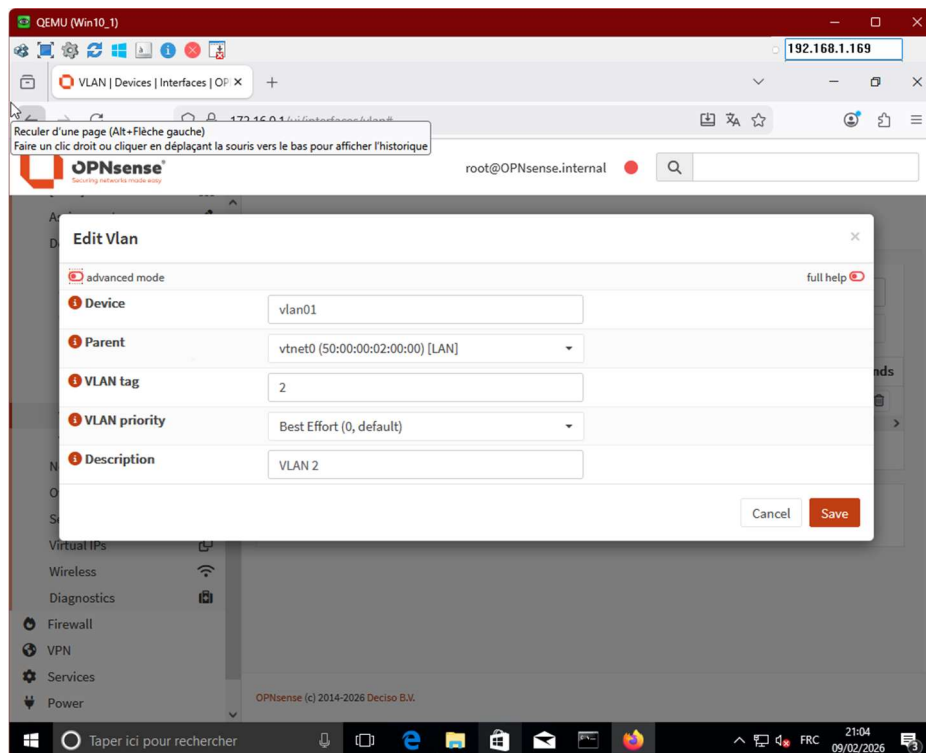 QEMU (Win10_1)
192.168.1.169
VLAN | Devices | Interfaces | OP
172.16.0.1/ui/interfaces/vlan#
Reculer d'une page (Alt+Flèche gauche)
Faire un clic droit ou cliquer en déplaçant la souris vers le bas pour afficher l'historique
OPNsense®
Securing networks made easy
root@OPNsense.internal
Edit Vlan
advanced mode
full help
Device
vlan01
Parent
vtnet0 (50:00:00:02:00:00) [LAN]
VLAN tag
2
nds
VLAN priority
Best Effort (0, default)
Description
VLAN 2
Cancel
Save
Virtual IPs
Wireless
Diagnostics
Firewall
VPN
Services
Power
OPNsense (c) 2014-2026 Deciso B.V.
Taper ici pour rechercher
FRC
21:04
09/02/2026
3